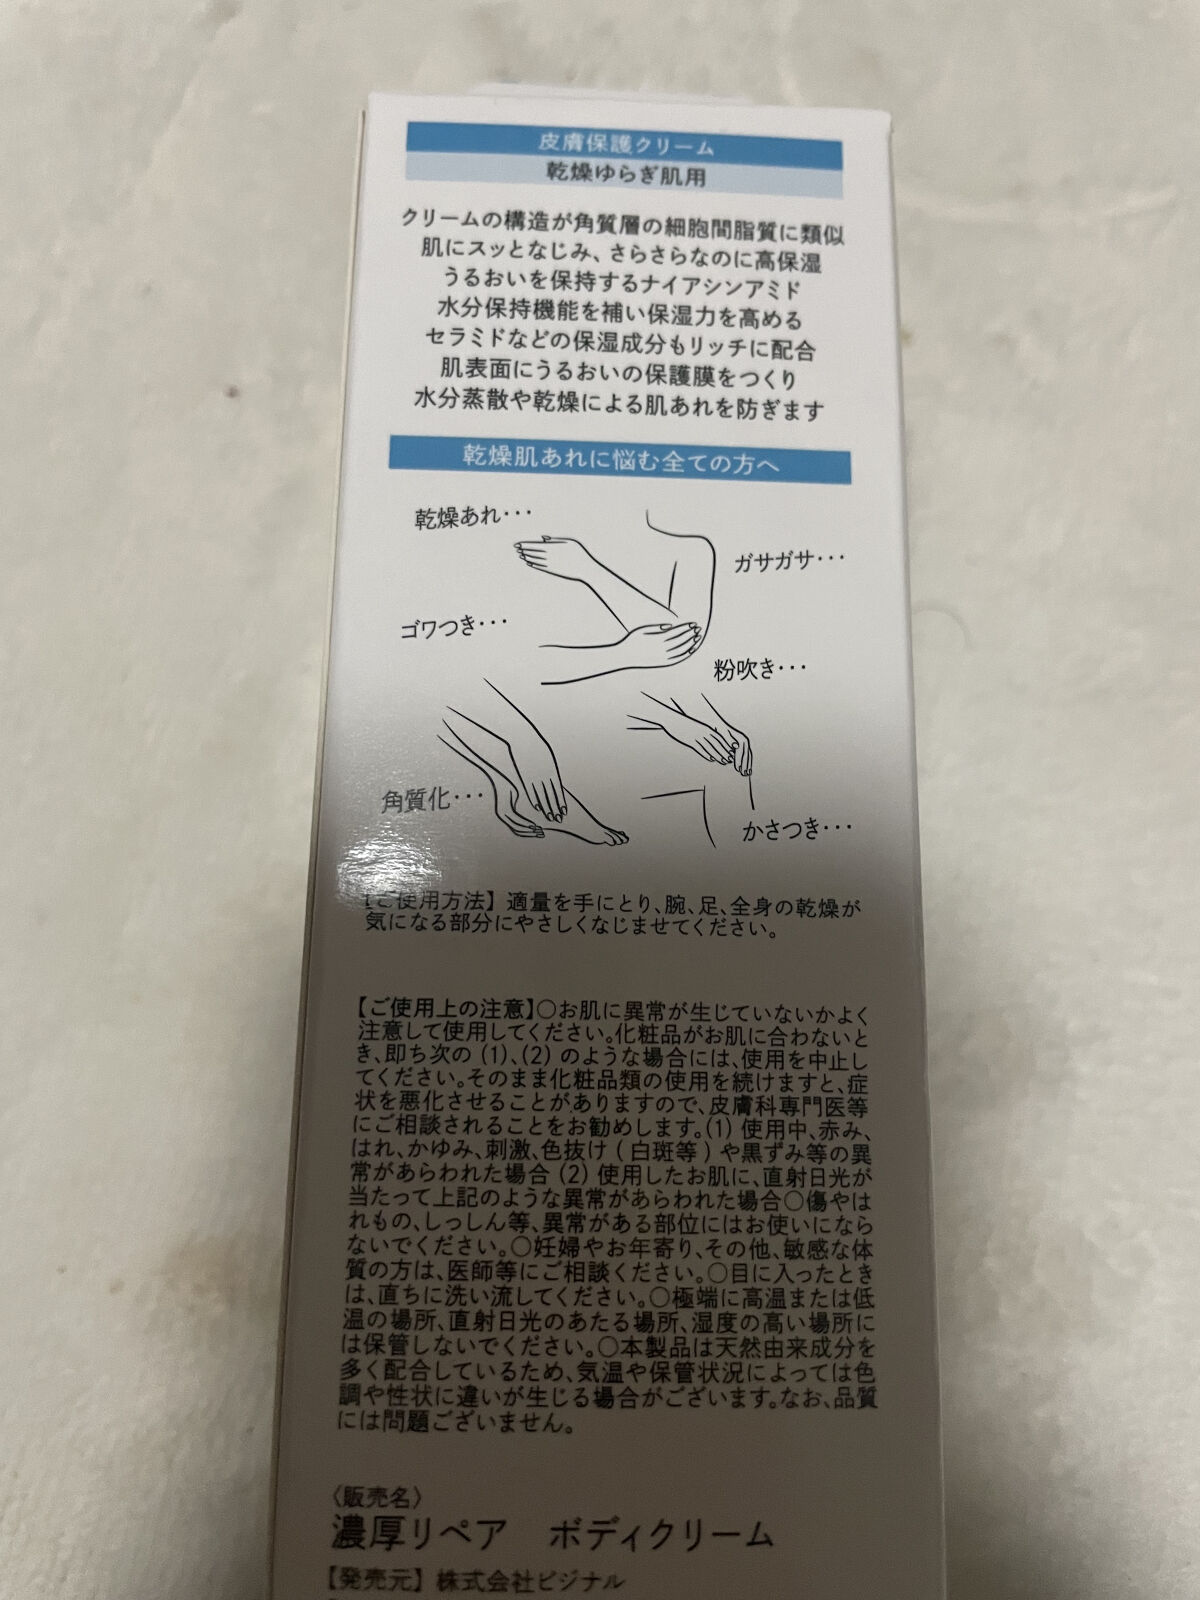 皮膚保護クリーム
乾燥ゆらぎ肌用
クリームの構造が角質層の細胞間脂質に類似
肌にスッとなじみ、さらさらなのに高保湿
うるおいを保持するナイアシンアミド
水分保持機能を補い保湿力を高める
セラミドなどの保湿成分もリッチに配合
肌表面にうるおいの保護膜をつくり
水分蒸散や乾燥による肌あれを防ぎます
乾燥肌あれに悩む全ての方へ
乾燥あれ･･･
ガサガサ･･･
ゴワつき･･･
粉吹き･･･
角質化･･･
かさつき･･･
【ご使用方法】適量を手にとり、腕、足、全身の乾燥が
気になる部分にやさしくなじませてください。
【ご使用上の注意】○お肌に異常が生じていないかよく
注意して使用してください。化粧品がお肌に合わないと
き、即ち次の(1)、(2)のような場合には、使用を中止し
てください。そのまま化粧品類の使用を続けますと、症
状を悪化させることがありますので、皮膚科専門医等
にご相談されることをお勧めします。(1)使用中、赤み、
はれ、かゆみ、刺激、色抜け(白斑等)や黒ずみ等の異
常があらわれた場合(2)使用したお肌に、直射日光が
当たって上記のような異常があらわれた場合○傷やは
れもの、しっしん等、異常がある部位にはお使いになら
ないでください。○妊婦やお年寄り、その他、敏感な体
質の方は、医師等にご相談ください。○目に入ったとき
は、直ちに洗い流してください。○極端に高温または低
温の場所、直射日光のあたる場所、湿度の高い場所に
は保管しないでください。○本製品は天然由来成分を
多く配合しているため、気温や保管状況によっては色
調や性状に違いが生じる場合がございます。なお、品質
には問題ございません。
〈販売名〉
濃厚リペア　ボディクリーム
【発売元】株式会社ビジナル